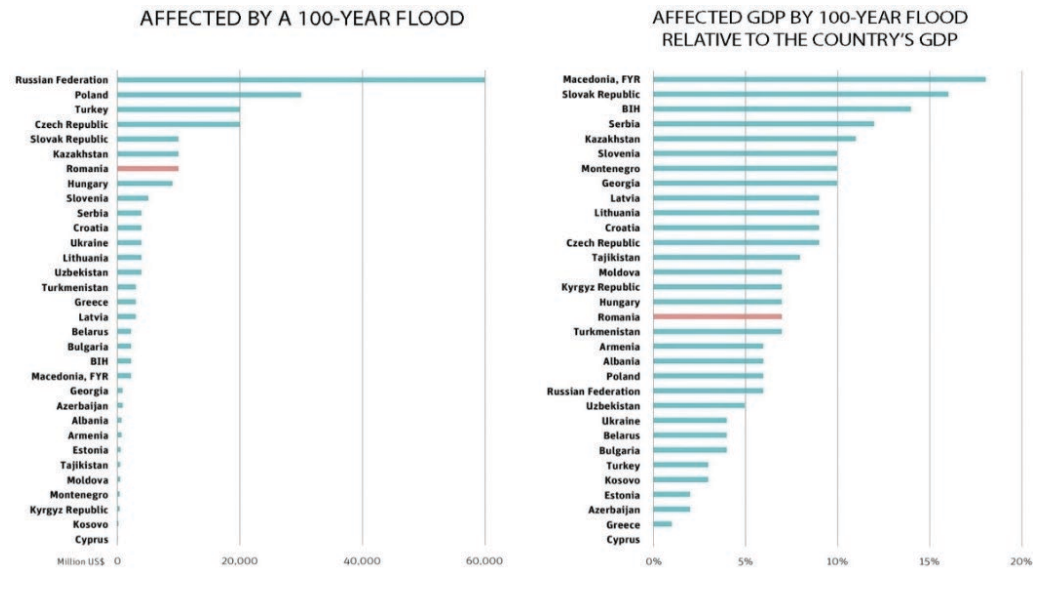 AFFECTED BY A 100-YEAR FLOOD
Russian Federation
Poland
Turkey
Czech Republic
Slovak Republic
Kazakhstan
Romania
Hungary
Slovenia
Serbia
Croatia
Ukraine
Lithuania
Uzbekistan
Turkmenistan
Greece
Latvia
Belarus
Bulgaria
BIH
Macedonia, FYR
Georgia
Azerbaijan
Albania
Armenia
Estonia
Tajikistan
Moldova
Montenegro
Kyrgyz Republic
Kosovo
Cyprus
Million US$ 0 20,000 40,000 60,000
AFFECTED GDP BY 100-YEAR FLOOD
RELATIVE TO THE COUNTRY'S GDP
Macedonia, FYR
Slovak Republic
BIH
Serbia
Kazakhstan
Slovenia
Montenegro
Georgia
Latvia
Lithuania
Croatia
Czech Republic
Tajikistan
Moldova
Kyrgyz Republic
Hungary
Romania
Turkmenistan
Armenia
Albania
Poland
Russian Federation
Uzbekistan
Ukraine
Belarus
Bulgaria
Turkey
Kosovo
Estonia
Azerbaijan
Greece
Cyprus
0% 5% 10% 15% 20%